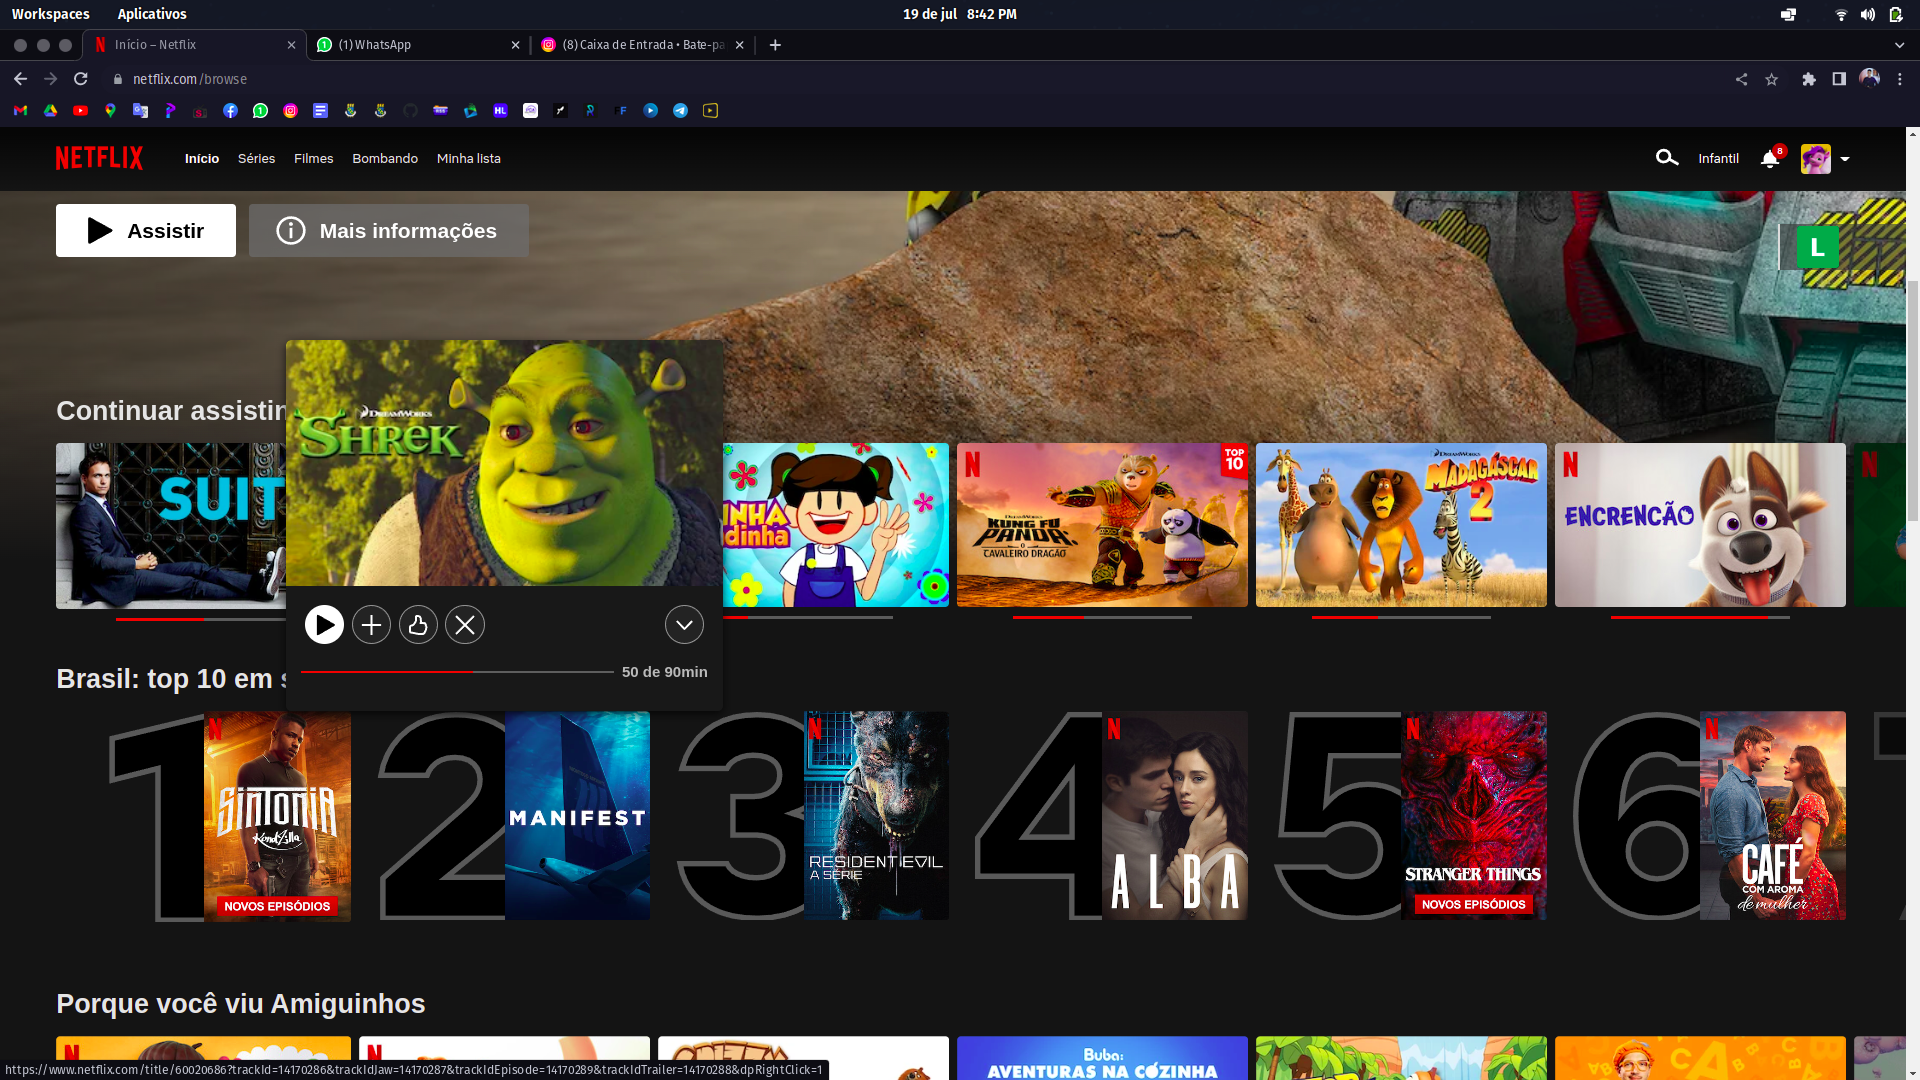 Workspaces Aplicativos 19 de jul 8:42 PM
Início – Netflix (1) WhatsApp (8) Caixa de Entrada • Bate-pa
netflix.com/browse
NETFLIX Início Séries Filmes Bombando Minha lista Infantil 8
Assistir Mais informações
L
DREAMWORKS
SHREK
Continuar assistin
SUIT
INHA
dinha
TOP
10
DREAMWORKS
KUNG FU
PANDA
O
CAVALEIRO DRAGÃO
DREAMWORKS
MADAGASCAR
2
ENCRENCÃO
50 de 90min
Brasil: top 10 em s
1 2 3 4 5 6
SINTONIA
KondZilla
NOVOS EPISÓDIOS
MANIFEST
RESIDENT EVIL
A SÉRIE
ALBA
STRANGER THINGS
NOVOS EPISÓDIOS
CAFÉ
COM AROMA
de mulher
Porque você viu Amiguinhos
Buba:
AVENTURAS NA COZINHA
https://www.netflix.com/title/60020686?trackId=14170286&trackIdJaw=14170287&trackIdEpisode=14170289&trackIdTrailer=14170288&dpRightClick=1